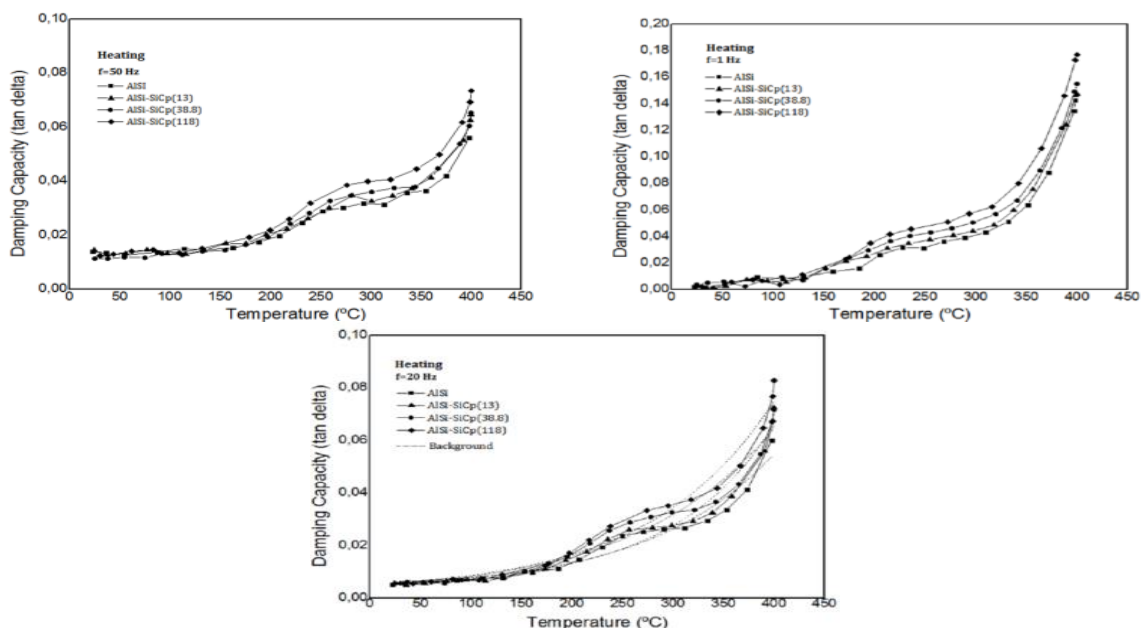 0,10
0,08
0,06
0,04
0,02
0,00
Damping Capacity (tan delta)
Heating
f=50 Hz
AlSi
AlSi-SiCp(13)
AlSi-SiCp(38.8)
AlSi-SiCp(118)
0 50 100 150 200 250 300 350 400 450
Temperature (ºC)
0,20
0,18
0,16
0,14
0,12
0,10
0,08
0,06
0,04
0,02
0,00
Damping Capacity (tan delta)
Heating
f=1 Hz
AlSi
AlSi-SiCp(13)
AlSi-SiCp(38.8)
AlSi-SiCp(118)
0 50 100 150 200 250 300 350 400 450
Temperature (ºC)
0,10
0,08
0,06
0,04
0,02
0,00
Damping Capacity (tan delta)
Heating
f=20 Hz
AlSi
AlSi-SiCp(13)
AlSi-SiCp(38.8)
AlSi-SiCp(118)
Background
0 50 100 150 200 250 300 350 400 450
Temperature (ºC)